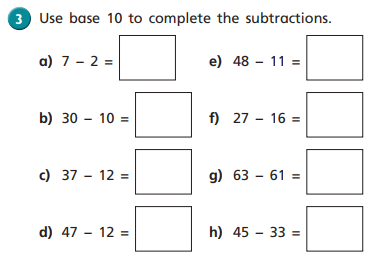 3 Use base 10 to complete the subtractions.
a) 7 – 2 =
b) 30 – 10 =
c) 37 – 12 =
d) 47 – 12 =
e) 48 – 11 =
f) 27 – 16 =
g) 63 – 61 =
h) 45 – 33 =